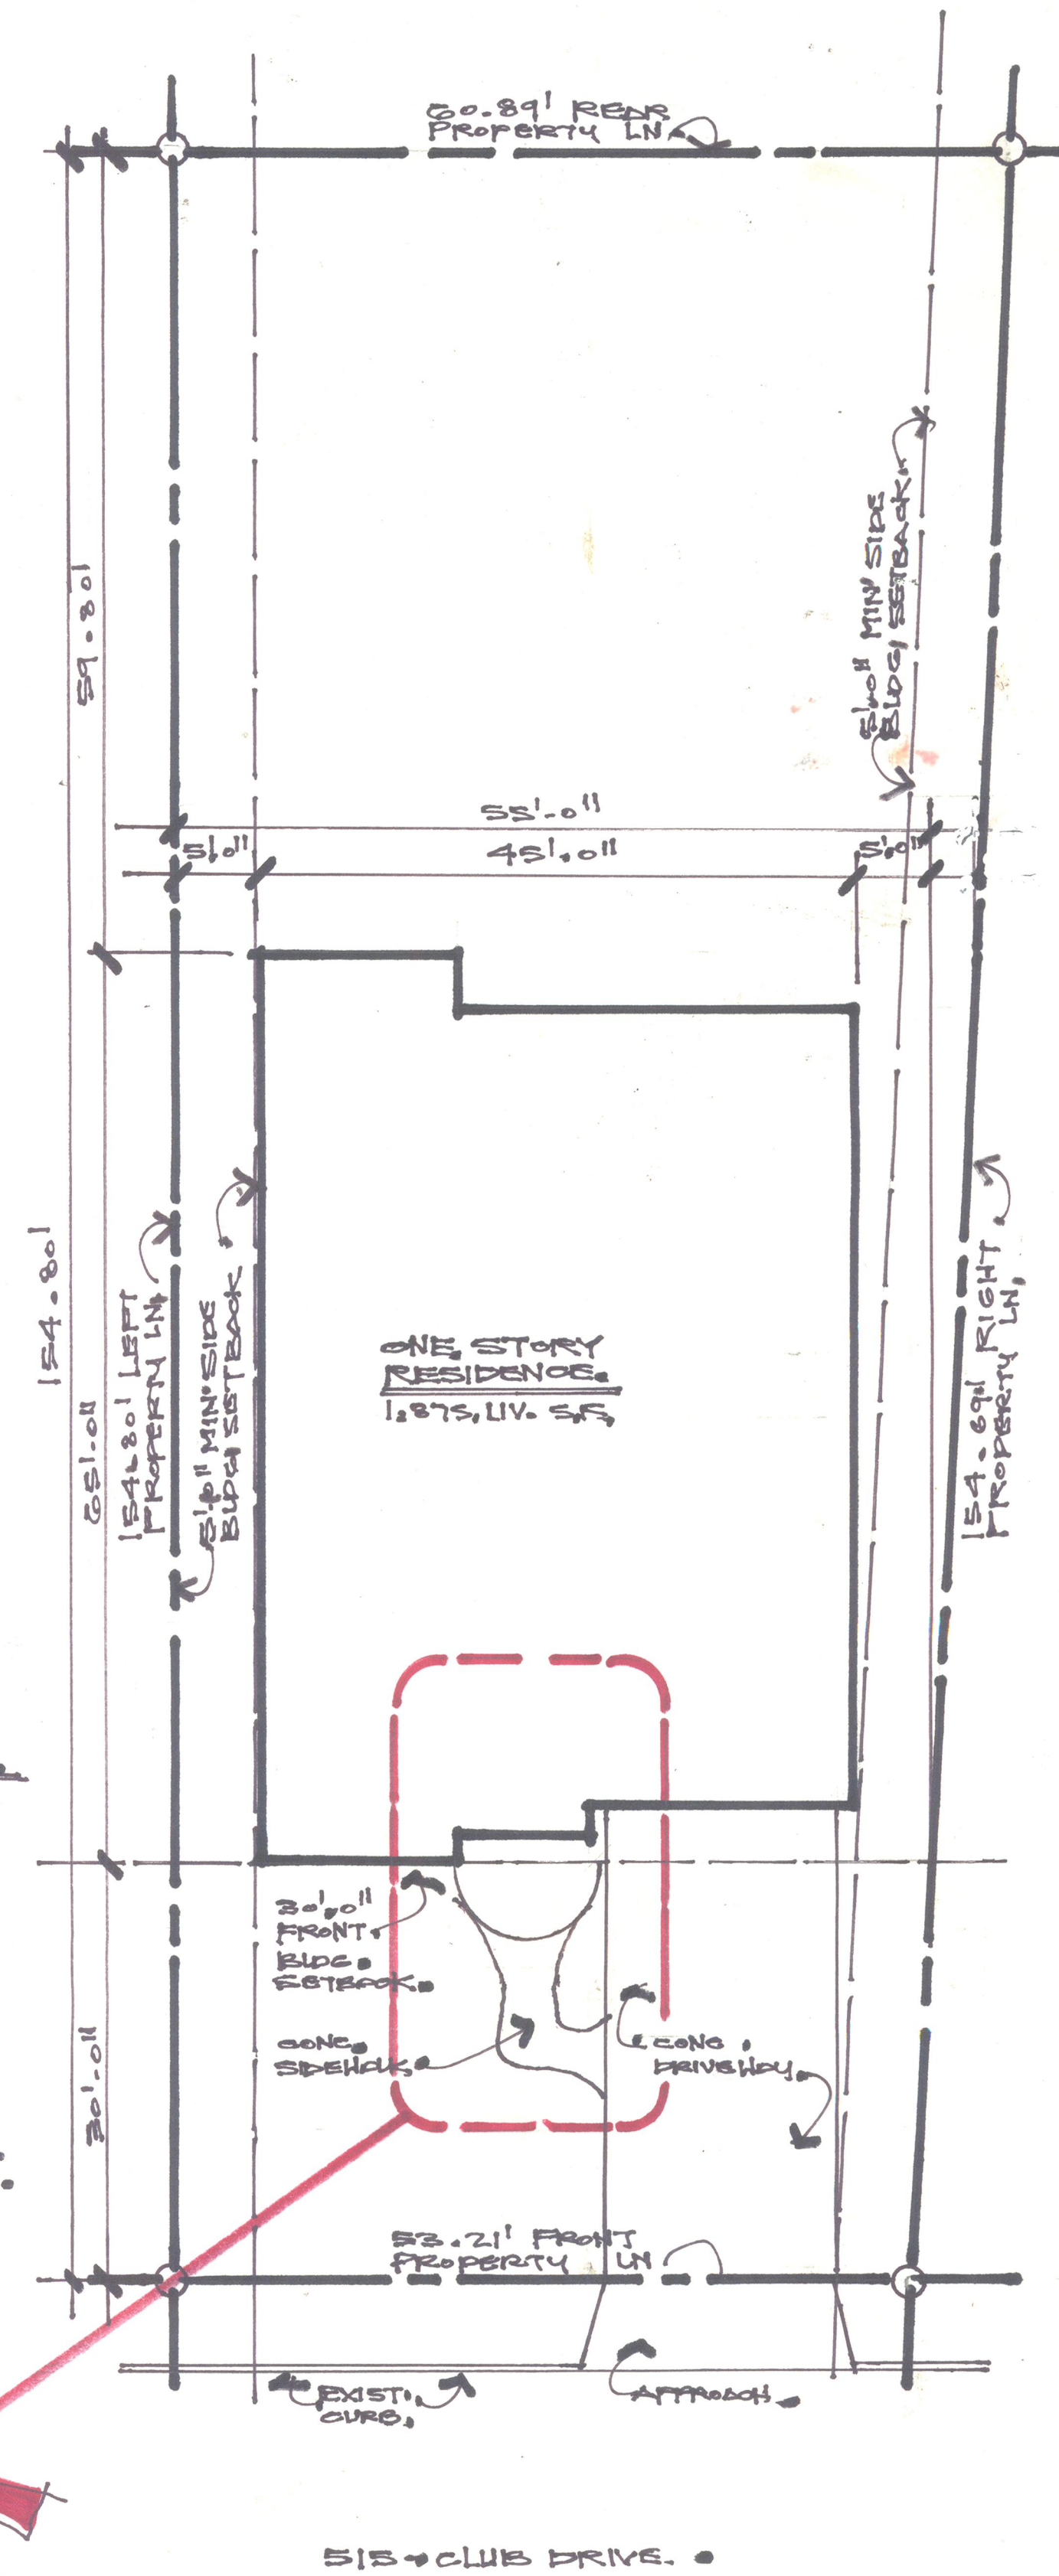 60.89' REAR
PROPERTY LN.
5'.0" MIN' SIDE
BLDG, SETBACK.
59.80'
55'-0"
5'.0"
45'.0"
5'.0"
154.80'
65'-0"
154.80' LEFT
PROPERTY LN,
5'.0" MIN' SIDE
BLDG, SETBACK.
ONE STORY
RESIDENCE.
1,875, LIV. S.F,
154.69' RIGHT
PROPERTY LN,
30'.0"
FRONT.
BLDG.
SETBACK.
CONC.
SIDEWALK.
CONC.
DRIVEWAY.
30'-0"
53.21' FRONT
PROPERTY LN
EXIST.
CURB,
APPROACH.
515 • CLUB DRIVE. •